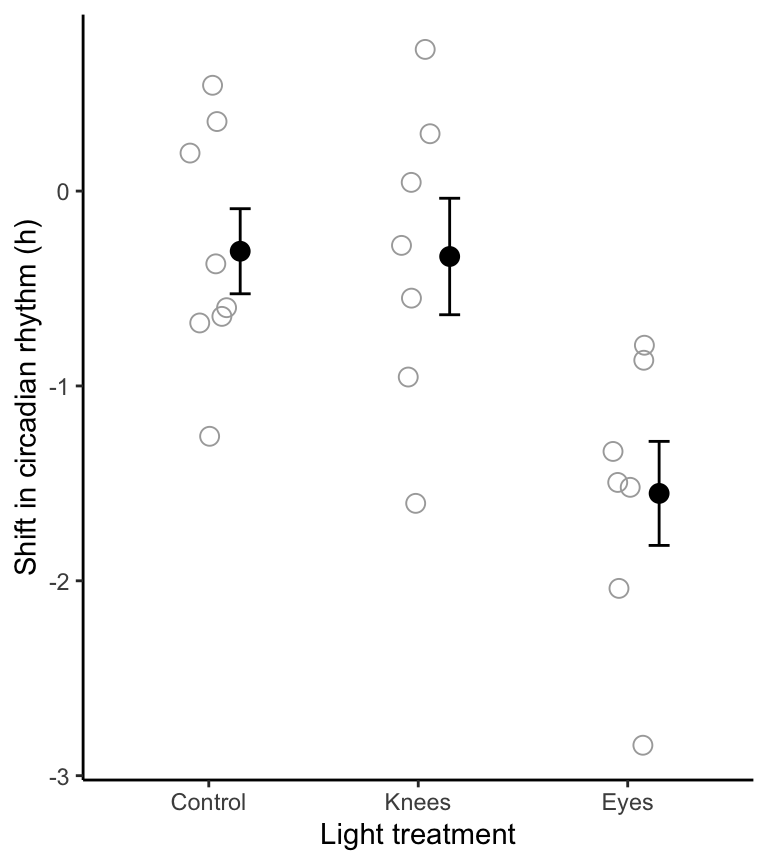 Shift in circadian rhythm (h)
0
-1
-2
-3
Control Knees Eyes
Light treatment